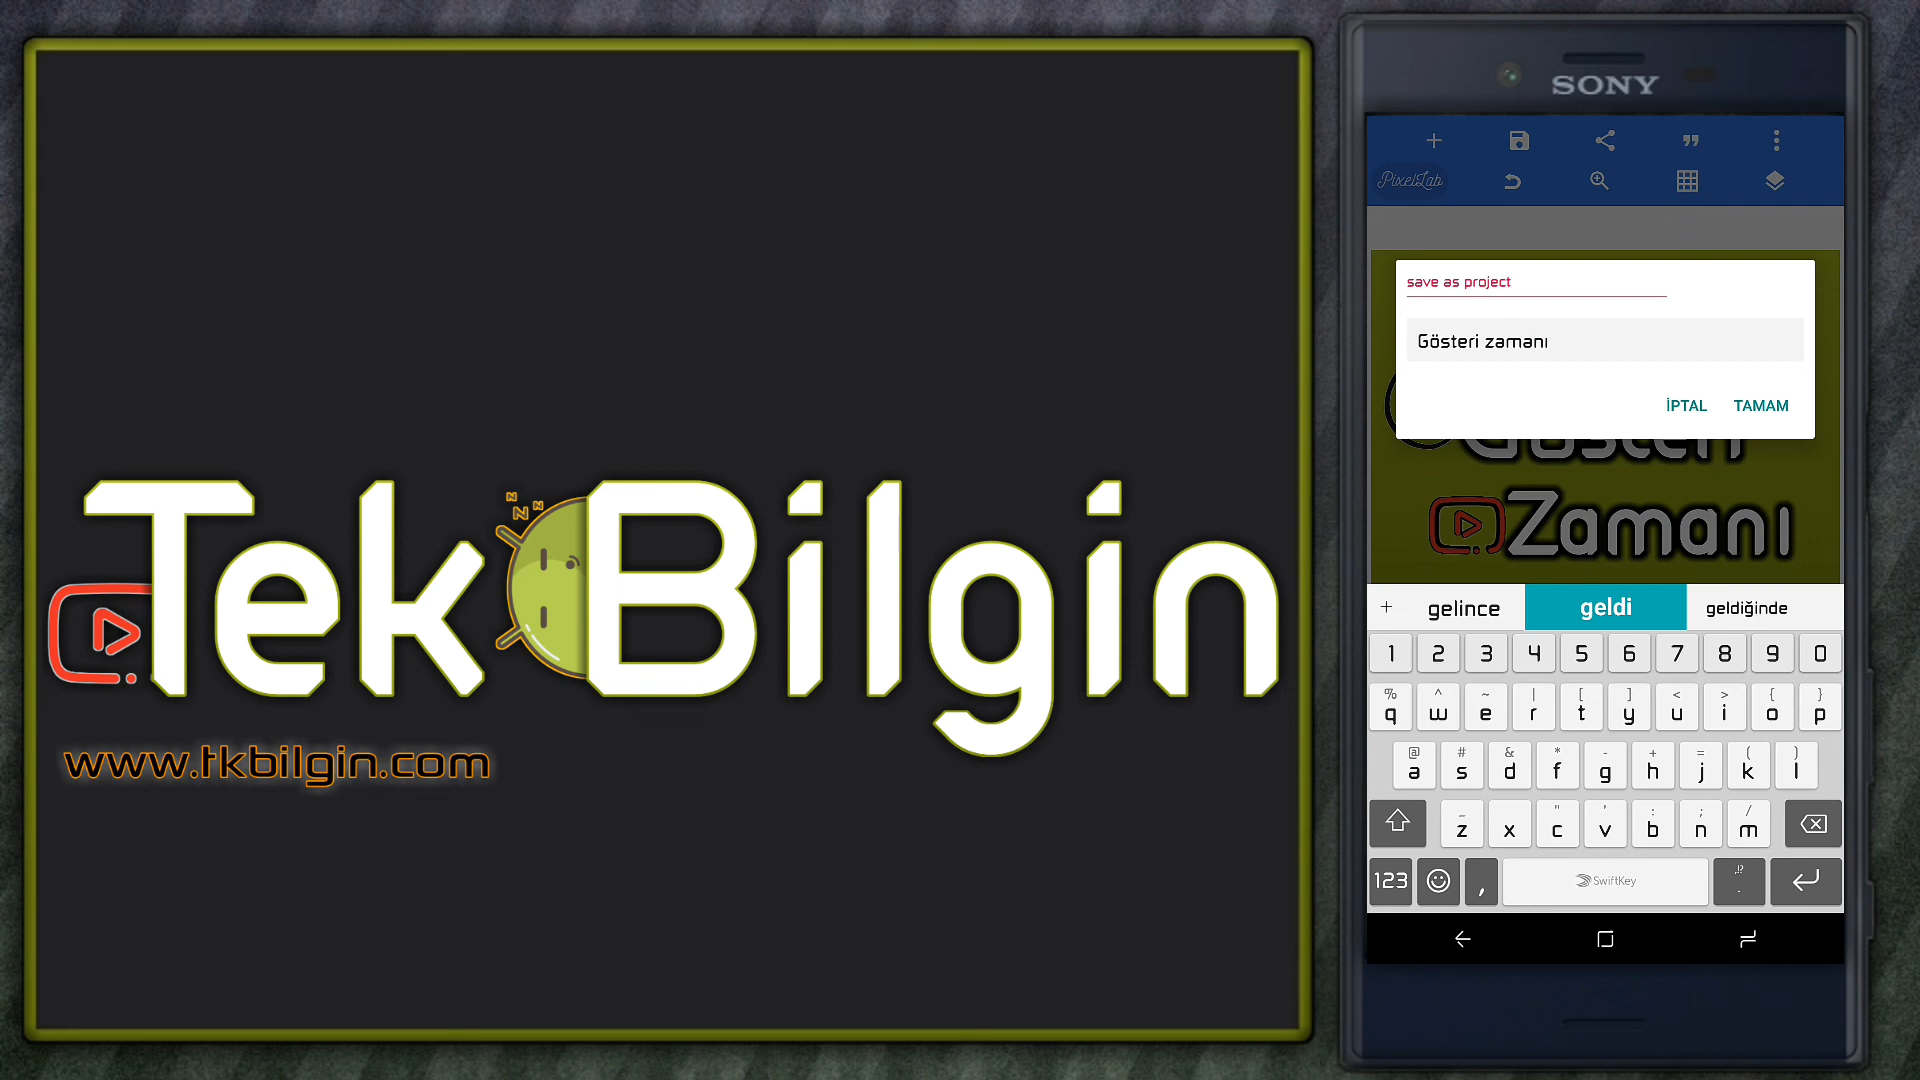 TekBilgin
www.tkbilgin.com
SONY
PixelLab
save as project
Gösteri zamanı
İPTAL TAMAM
Gösteri
Zamanı
+ gelince geldi geldiğinde
1 2 3 4 5 6 7 8 9 0
% ^ ~ | [ ] < > { }
q w e r t y u i o p
@ # & * - + = ( )
a s d f g h j k l
_ " ' : ; /
z x c v b n m
123 , SwiftKey ,!? .